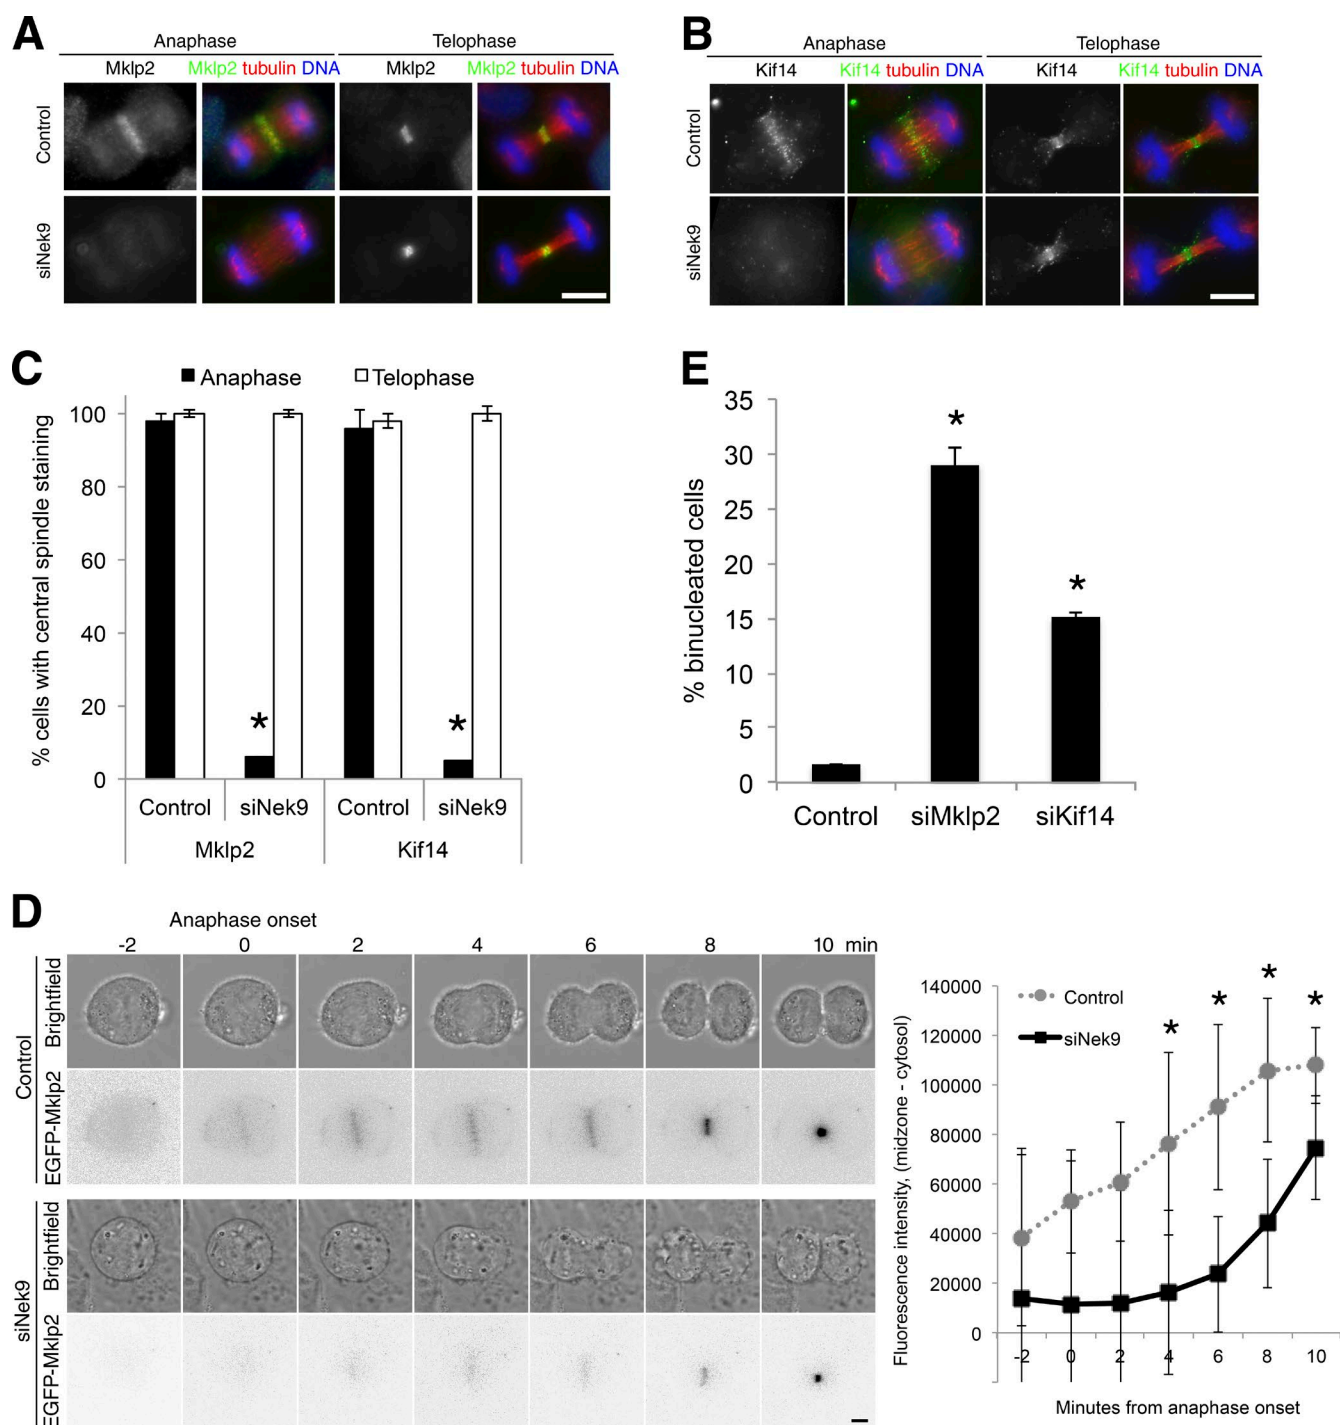 A
Anaphase Telophase
Mklp2 Mklp2 tubulin DNA Mklp2 Mklp2 tubulin DNA
Control
siNek9
B
Anaphase Telophase
Kif14 Kif14 tubulin DNA Kif14 Kif14 tubulin DNA
Control
siNek9
C
Anaphase Telophase
% cells with central spindle staining
100
80
60
40
20
0
* *
Control siNek9 Control siNek9
Mklp2 Kif14
E
% binucleated cells
35
30
25
20
15
10
5
0
* *
Control siMklp2 siKif14
D
Anaphase onset
-2 0 2 4 6 8 10 min
Control
Brightfield
EGFP-Mklp2
siNek9
Brightfield
EGFP-Mklp2
Fluorescence intensity, (midzone - cytosol)
140000
120000
100000
80000
60000
40000
20000
0
Control
siNek9
* * * *
-2 0 2 4 6 8 10
Minutes from anaphase onset